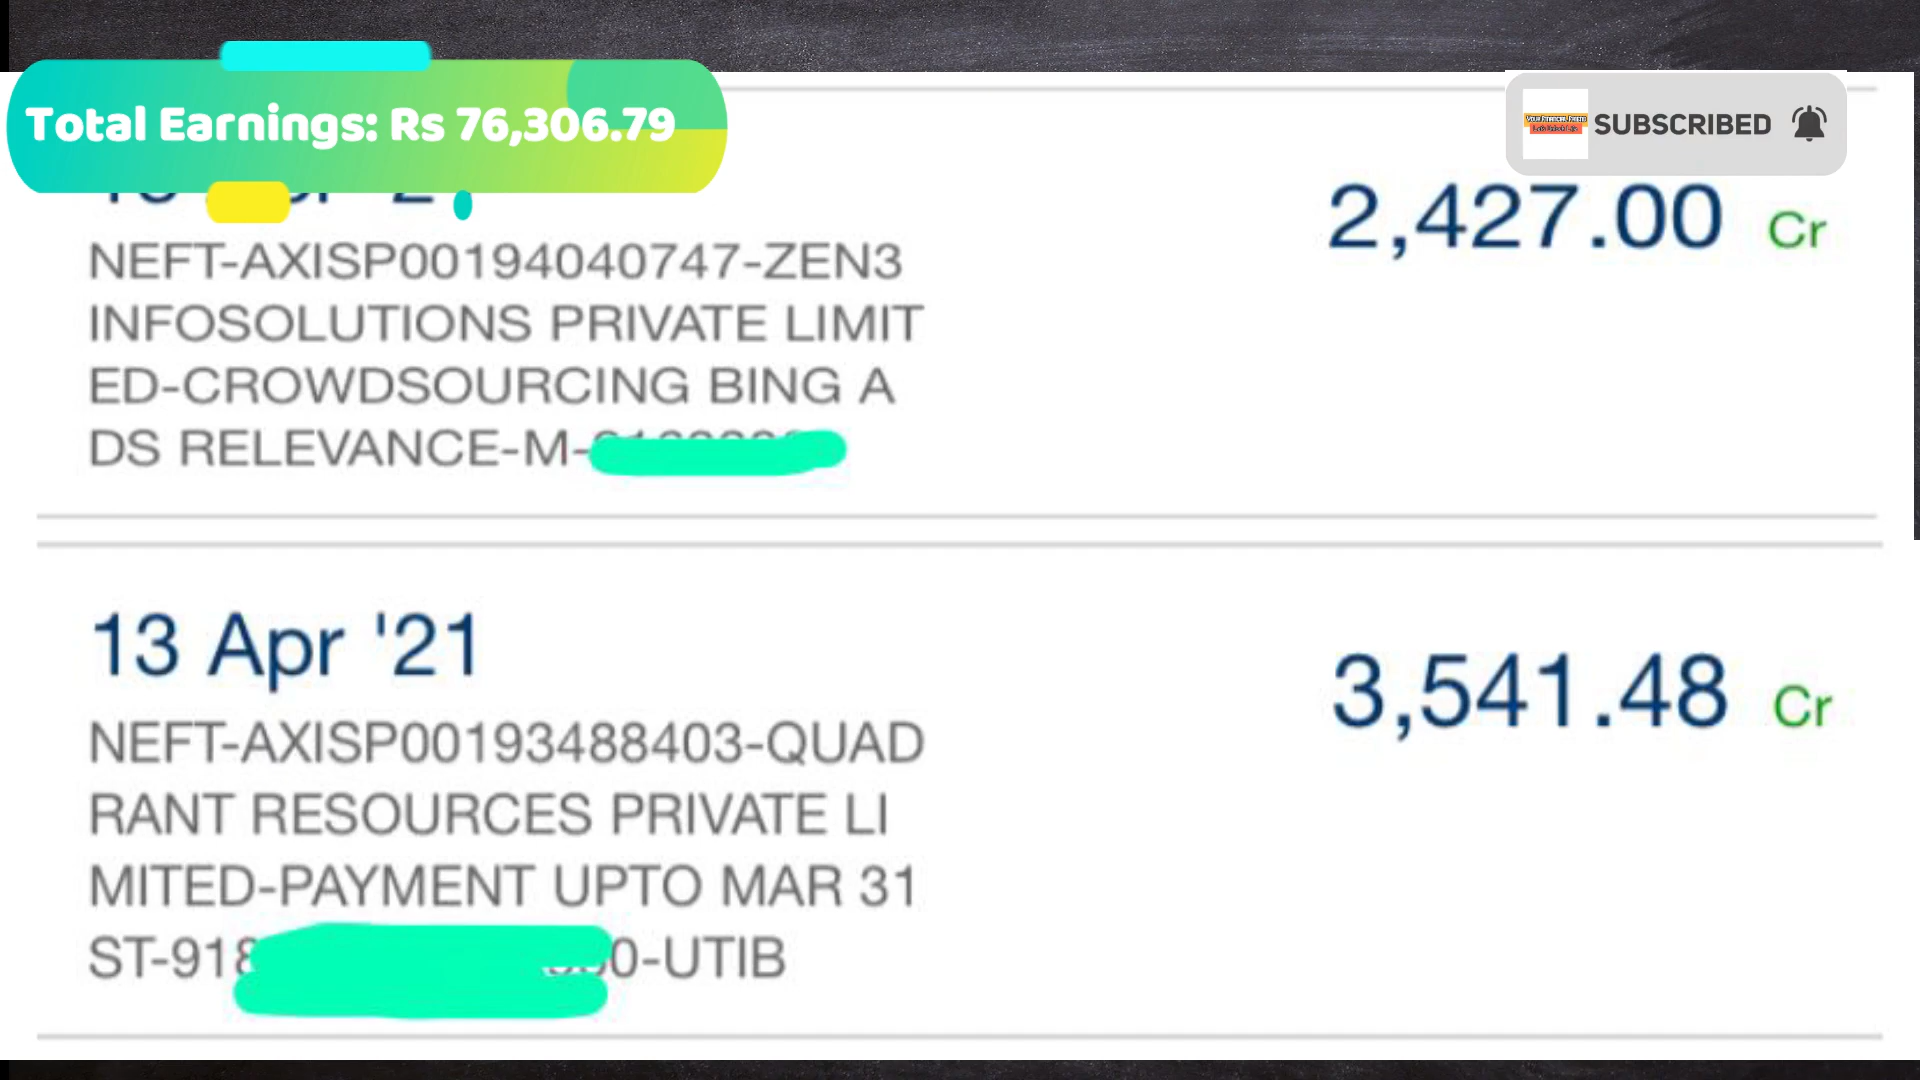 Total Earnings: Rs 76,306.79
SUBSCRIBED
2,427.00 Cr
NEFT-AXISP00194040747-ZEN3
INFOSOLUTIONS PRIVATE LIMIT
ED-CROWDSOURCING BING A
DS RELEVANCE-M-
13 Apr '21
3,541.48 Cr
NEFT-AXISP00193488403-QUAD
RANT RESOURCES PRIVATE LI
MITED-PAYMENT UPTO MAR 31
ST-918 0-UTIB